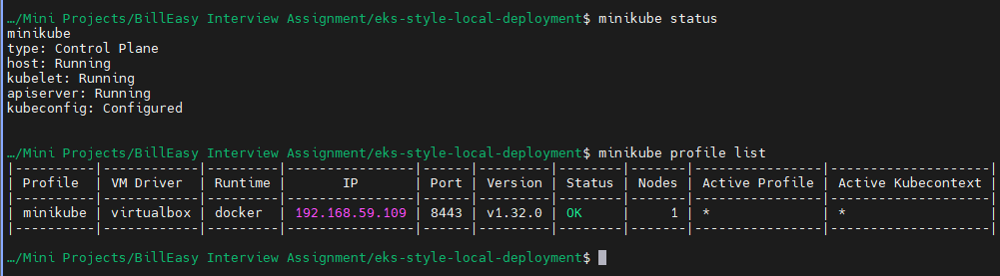 …/Mini Projects/BillEasy Interview Assignment/eks-style-local-deployment$ minikube status
minikube
type: Control Plane
host: Running
kubelet: Running
apiserver: Running
kubeconfig: Configured
…/Mini Projects/BillEasy Interview Assignment/eks-style-local-deployment$ minikube profile list
|----------|------------|---------|----------------|------|---------|--------|-------|----------------|--------------------|
| Profile | VM Driver | Runtime | IP | Port | Version | Status | Nodes | Active Profile | Active Kubecontext |
|----------|------------|---------|----------------|------|---------|--------|-------|----------------|--------------------|
| minikube | virtualbox | docker | 192.168.59.109 | 8443 | v1.32.0 | OK | 1 | * | * |
|----------|------------|---------|----------------|------|---------|--------|-------|----------------|--------------------|
…/Mini Projects/BillEasy Interview Assignment/eks-style-local-deployment$